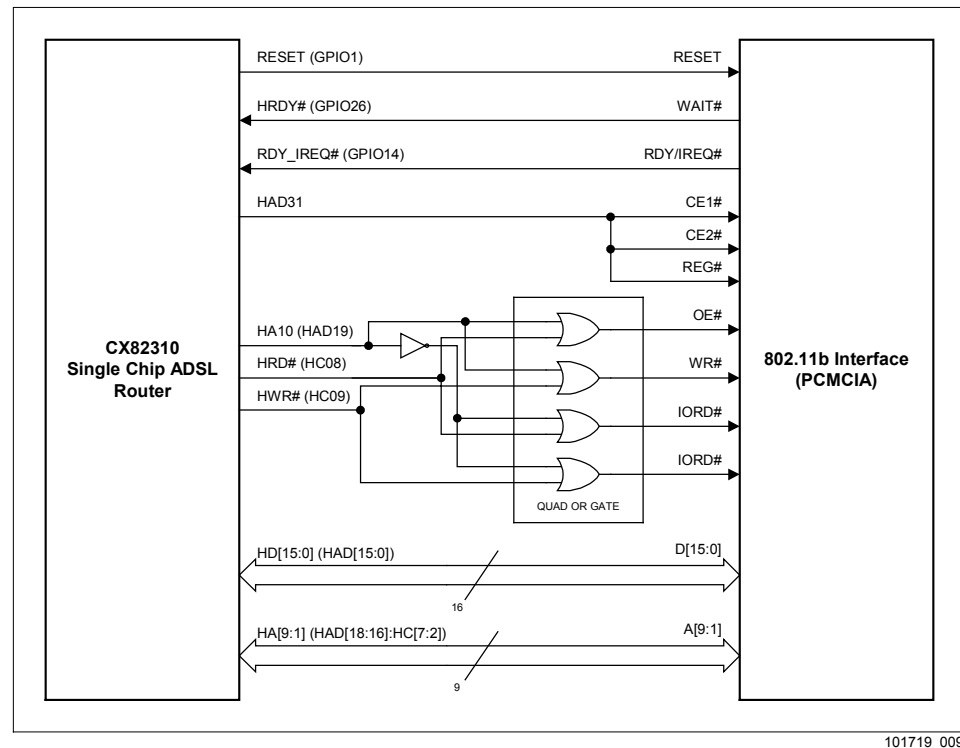 RESET (GPIO1) RESET
HRDY# (GPIO26) WAIT#
RDY_IREQ# (GPIO14) RDY/IREQ#
HAD31 CE1#
CE2#
REG#
OE#
HA10 (HAD19)
HRD# (HC08)
WR#
HWR# (HC09)
IORD#
IORD#
CX82310
Single Chip ADSL
Router
802.11b Interface
(PCMCIA)
QUAD OR GATE
HD[15:0] (HAD[15:0]) D[15:0]
16
HA[9:1] (HAD[18:16]:HC[7:2]) A[9:1]
9
101719_009